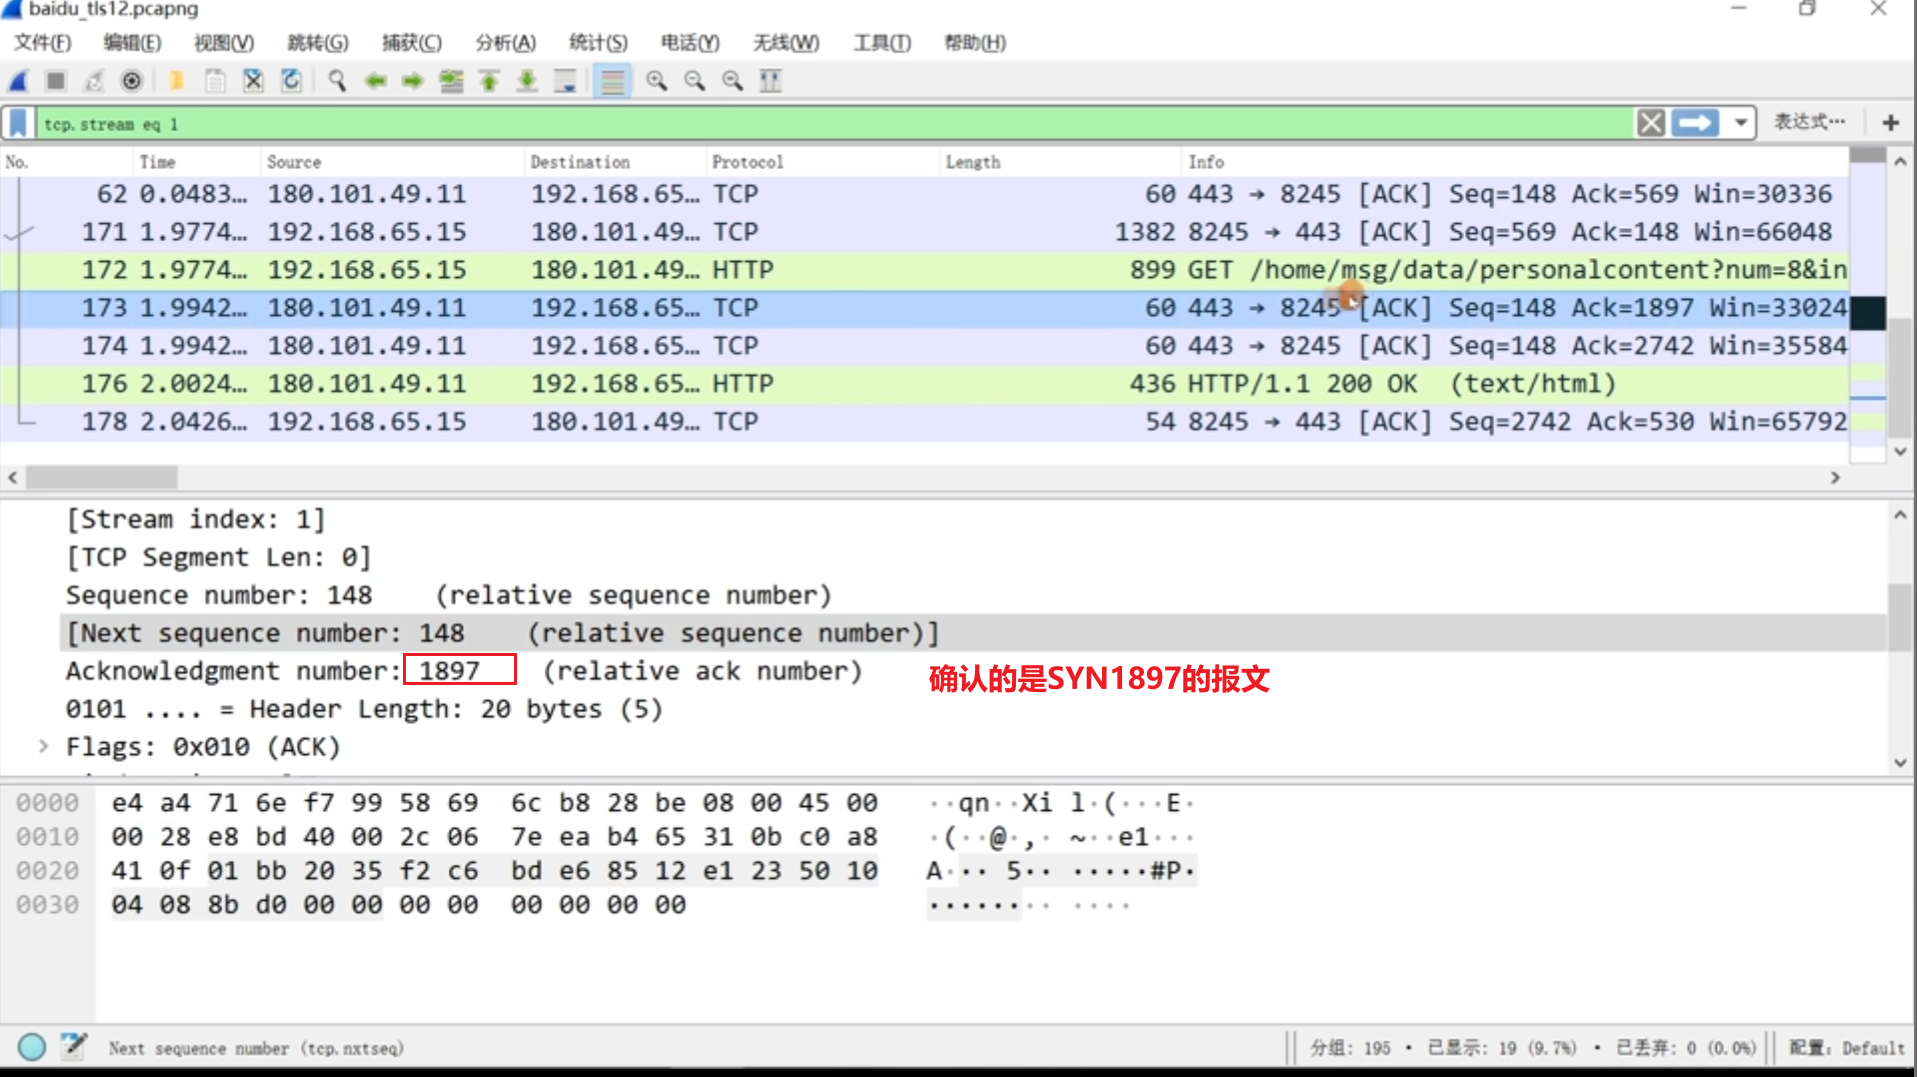 baidu_tls12.pcapng
文件(F) 编辑(E) 视图(V) 跳转(G) 捕获(C) 分析(A) 统计(S) 电话(Y) 无线(W) 工具(T) 帮助(H)
tcp.stream eq 1 表达式…
No. Time Source Destination Protocol Length Info
62 0.0483… 180.101.49.11 192.168.65… TCP 60 443 → 8245 [ACK] Seq=148 Ack=569 Win=30336
171 1.9774… 192.168.65.15 180.101.49… TCP 1382 8245 → 443 [ACK] Seq=569 Ack=148 Win=66048
172 1.9774… 192.168.65.15 180.101.49… HTTP 899 GET /home/msg/data/personalcontent?num=8&in
173 1.9942… 180.101.49.11 192.168.65… TCP 60 443 → 8245 [ACK] Seq=148 Ack=1897 Win=33024
174 1.9942… 180.101.49.11 192.168.65… TCP 60 443 → 8245 [ACK] Seq=148 Ack=2742 Win=35584
176 2.0024… 180.101.49.11 192.168.65… HTTP 436 HTTP/1.1 200 OK (text/html)
178 2.0426… 192.168.65.15 180.101.49… TCP 54 8245 → 443 [ACK] Seq=2742 Ack=530 Win=65792
[Stream index: 1]
[TCP Segment Len: 0]
Sequence number: 148 (relative sequence number)
[Next sequence number: 148 (relative sequence number)]
Acknowledgment number: 1897 (relative ack number) 确认的是SYN1897的报文
0101 .... = Header Length: 20 bytes (5)
Flags: 0x010 (ACK)
0000 e4 a4 71 6e f7 99 58 69 6c b8 28 be 08 00 45 00 ··qn··Xi l·(···E·
0010 00 28 e8 bd 40 00 2c 06 7e ea b4 65 31 0b c0 a8 ·(··@·,· ~··e1···
0020 41 0f 01 bb 20 35 f2 c6 bd e6 85 12 e1 23 50 10 A··· 5·· ·····#P·
0030 04 08 8b d0 00 00 00 00 00 00 00 00 ········ ····
Next sequence number (tcp.nxtseq) 分组: 195 · 已显示: 19 (9.7%) · 已丢弃: 0 (0.0%) 配置: Default